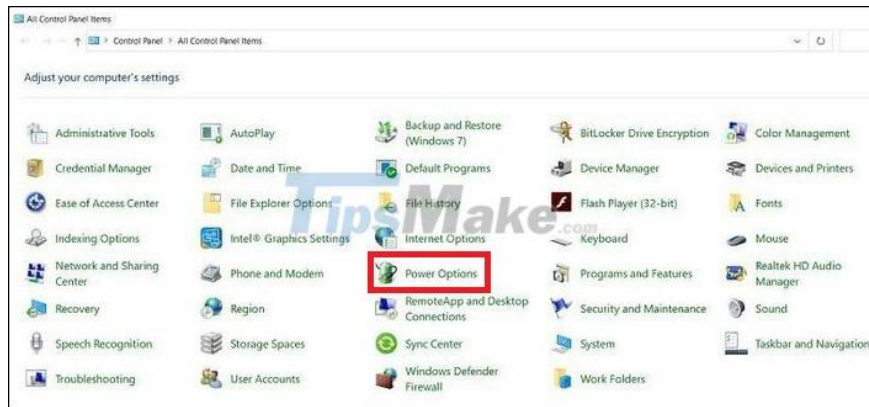 All Control Panel Items
Control Panel > All Control Panel Items
Adjust your computer's settings
Administrative Tools
AutoPlay
Backup and Restore
(Windows 7)
BitLocker Drive Encryption
Color Management
Credential Manager
Date and Time
Default Programs
Device Manager
Devices and Printers
Ease of Access Center
File Explorer Options
File History
Flash Player (32-bit)
Fonts
TipsMake.com
Indexing Options
Intel® Graphics Settings
Internet Options
Keyboard
Mouse
Network and Sharing
Center
Phone and Modem
Power Options
Programs and Features
Realtek HD Audio
Manager
Recovery
Region
RemoteApp and Desktop
Connections
Security and Maintenance
Sound
Speech Recognition
Storage Spaces
Sync Center
System
Taskbar and Navigation
Troubleshooting
User Accounts
Windows Defender
Firewall
Work Folders